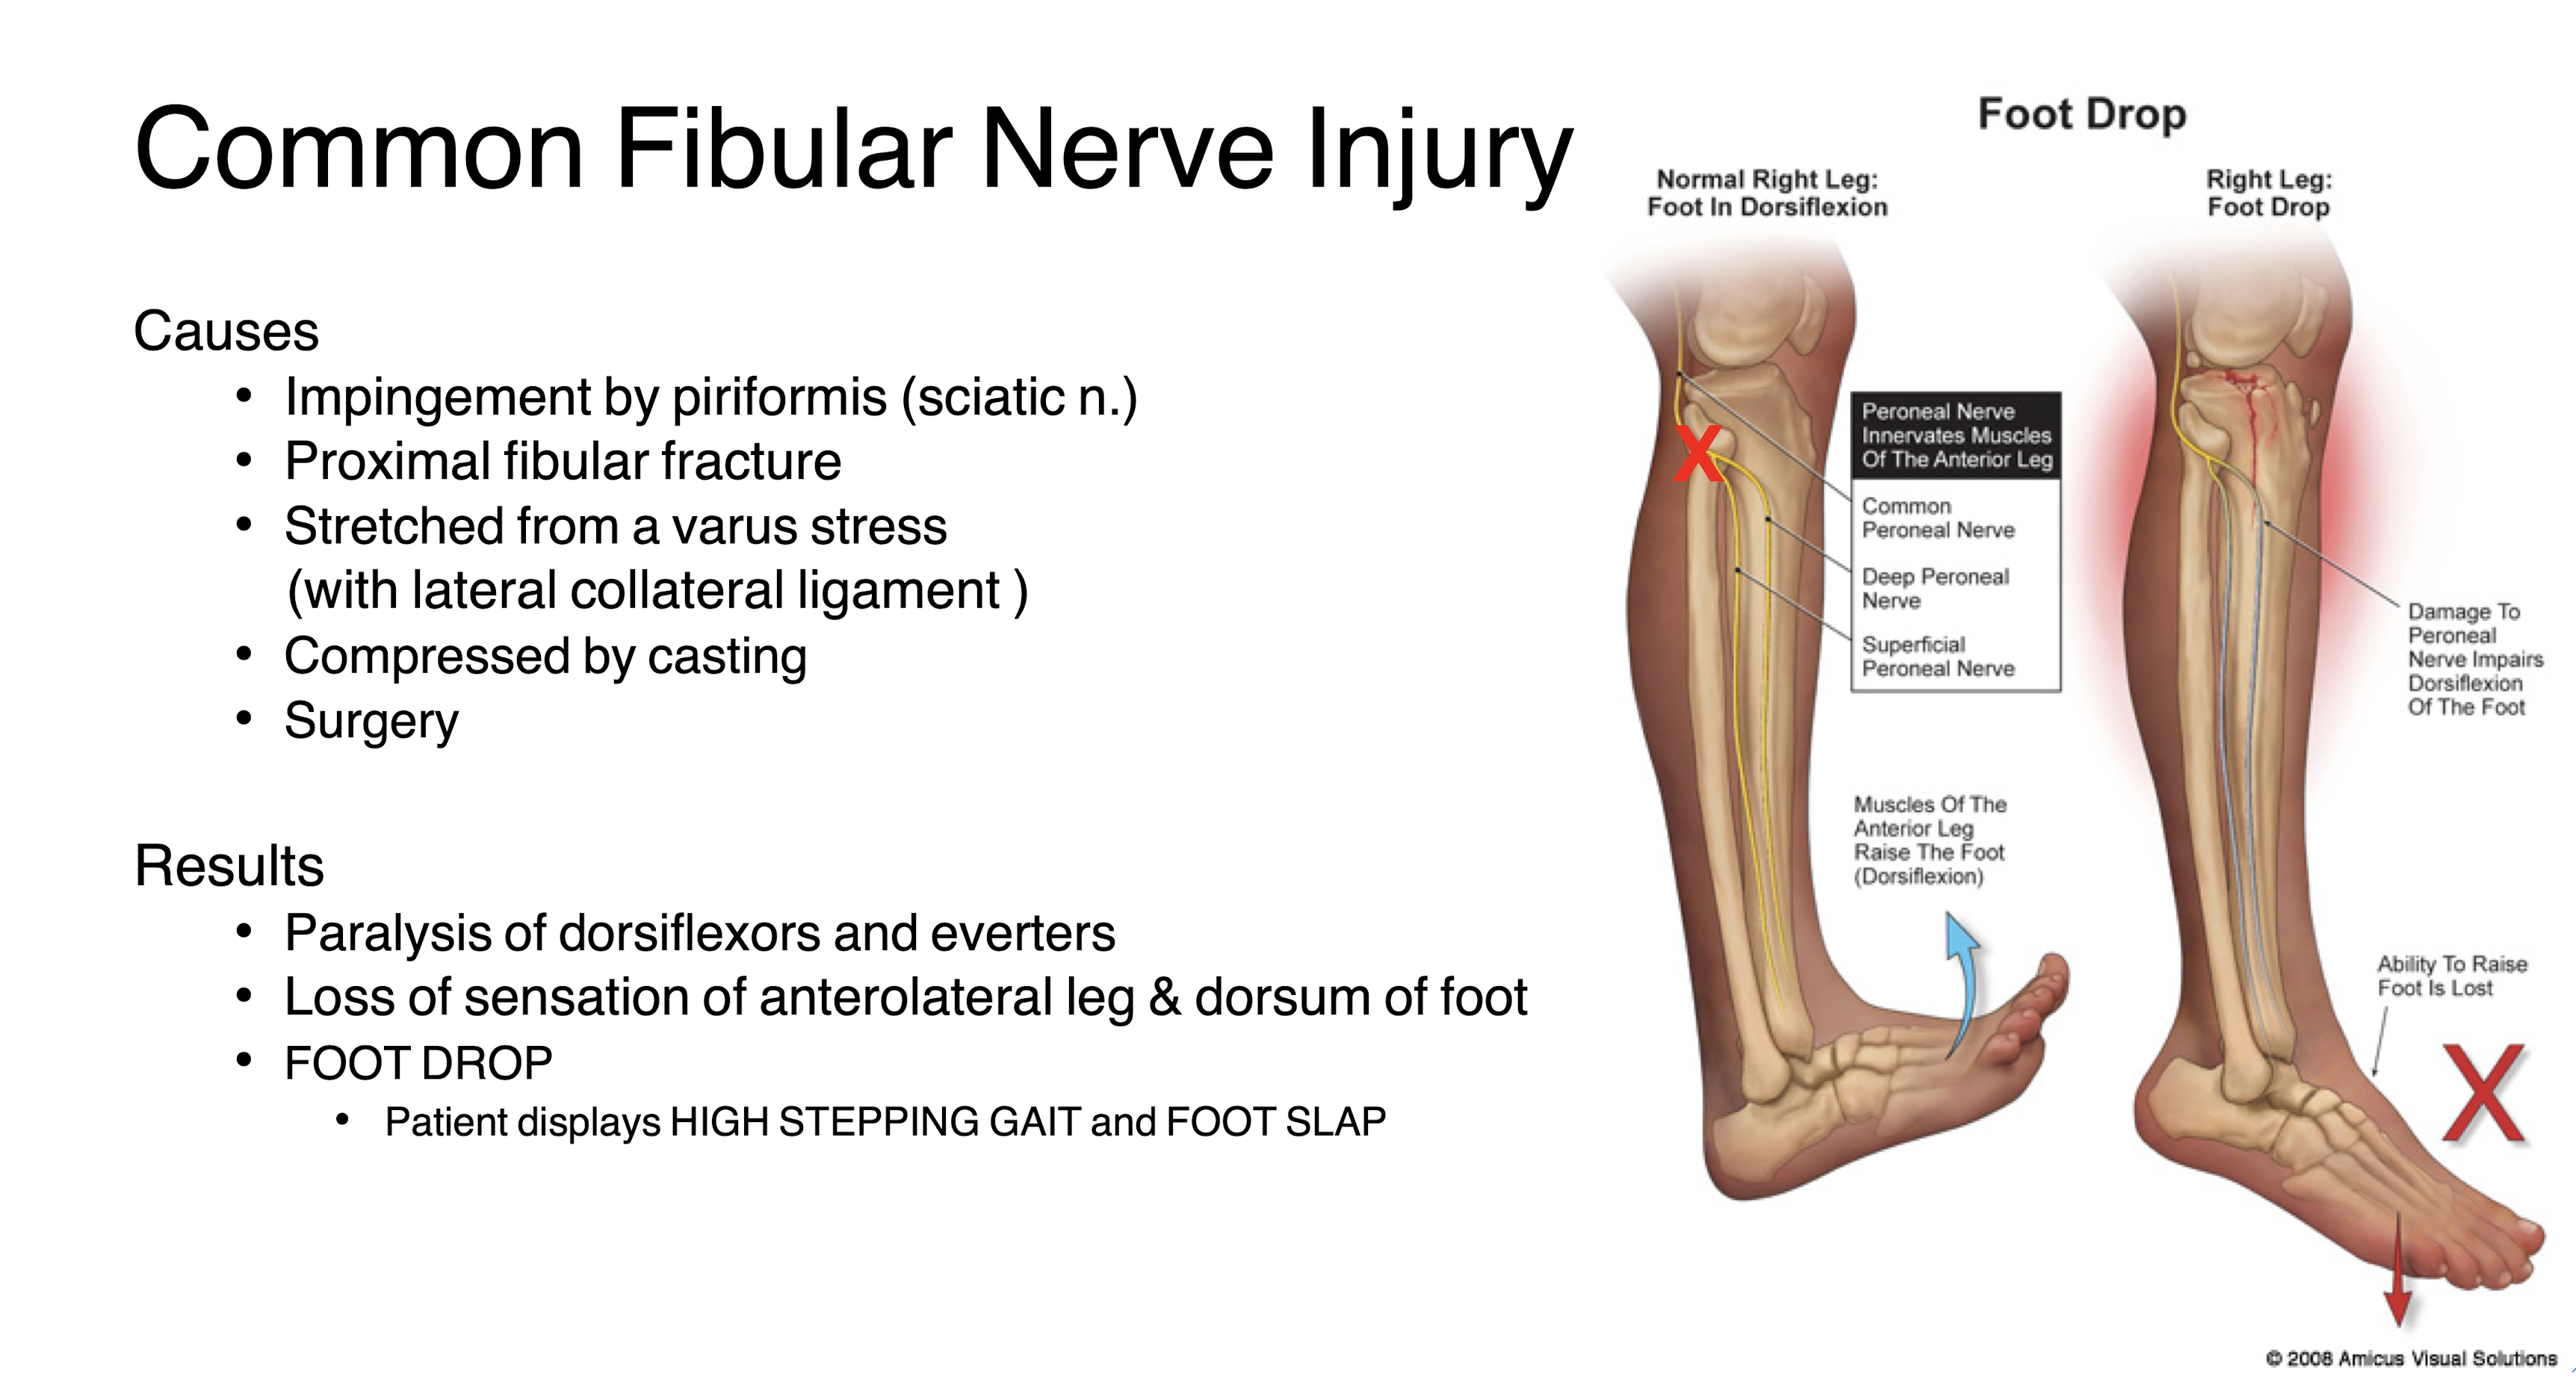 Common Fibular Nerve Injury
Causes
• Impingement by piriformis (sciatic n.)
• Proximal fibular fracture
• Stretched from a varus stress
(with lateral collateral ligament )
• Compressed by casting
• Surgery
Results
• Paralysis of dorsiflexors and everters
• Loss of sensation of anterolateral leg & dorsum of foot
• FOOT DROP
• Patient displays HIGH STEPPING GAIT and FOOT SLAP
Foot Drop
Normal Right Leg:
Foot In Dorsiflexion
X
Peroneal Nerve
Innervates Muscles
Of The Anterior Leg
Common
Peroneal Nerve
Deep Peroneal
Nerve
Superficial
Peroneal Nerve
Muscles Of The
Anterior Leg
Raise The Foot
(Dorsiflexion)
Right Leg:
Foot Drop
Damage To
Peroneal
Nerve Impairs
Dorsiflexion
Of The Foot
Ability To Raise
Foot Is Lost
X
© 2008 Amicus Visual Solutions